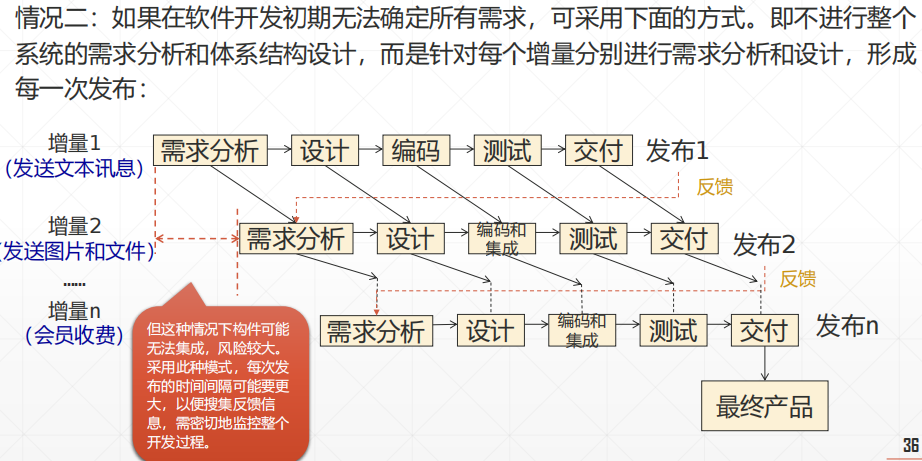 情况二：如果在软件开发初期无法确定所有需求，可采用下面的方式。即不进行整个
系统的需求分析和体系结构设计，而是针对每个增量分别进行需求分析和设计，形成
每一次发布：
增量1
（发送文本讯息）
需求分析
设计
编码
测试
交付
发布1
反馈
增量2
（发送图片和文件）
需求分析
设计
编码和
集成
测试
交付
发布2
反馈
……
增量n
（会员收费）
需求分析
设计
编码和
集成
测试
交付
发布n
但这种情况下构件可能
无法集成，风险较大。
采用此种模式，每次发
布的时间间隔可能要更
大，以便搜集反馈信
息，需密切地监控整个
开发过程。
最终产品
36